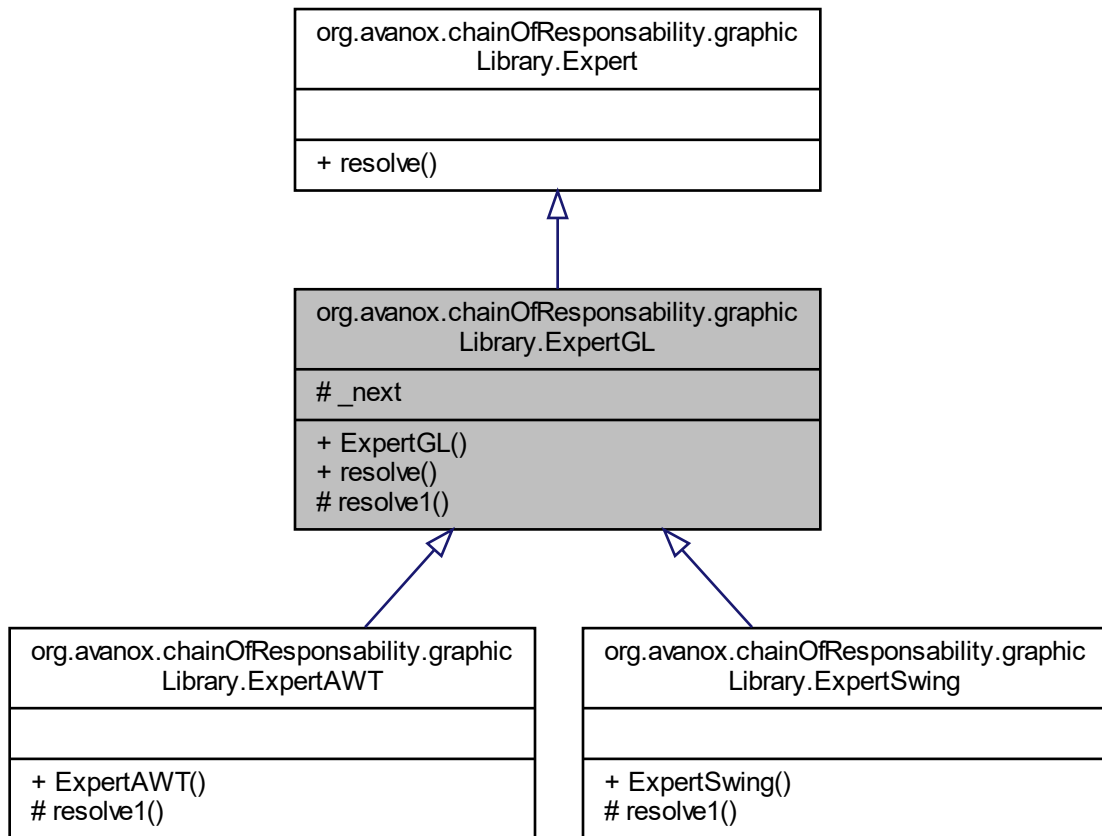 org.avanox.chainOfResponsability.graphic
Library.Expert
+ resolve()
org.avanox.chainOfResponsability.graphic
Library.ExpertGL
# _next
+ ExpertGL()
+ resolve()
# resolve1()
org.avanox.chainOfResponsability.graphic
Library.ExpertAWT
+ ExpertAWT()
# resolve1()
org.avanox.chainOfResponsability.graphic
Library.ExpertSwing
+ ExpertSwing()
# resolve1()